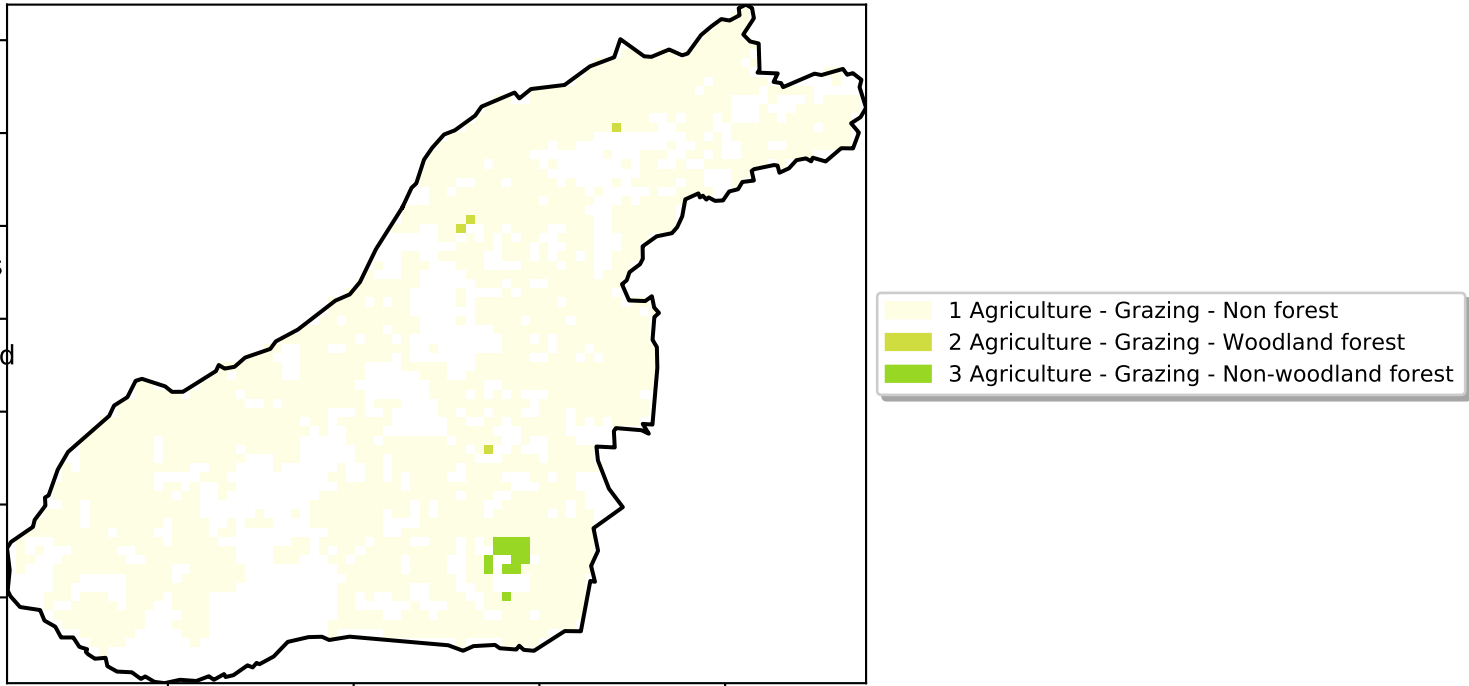 d
1 Agriculture - Grazing - Non forest
2 Agriculture - Grazing - Woodland forest
3 Agriculture - Grazing - Non-woodland forest